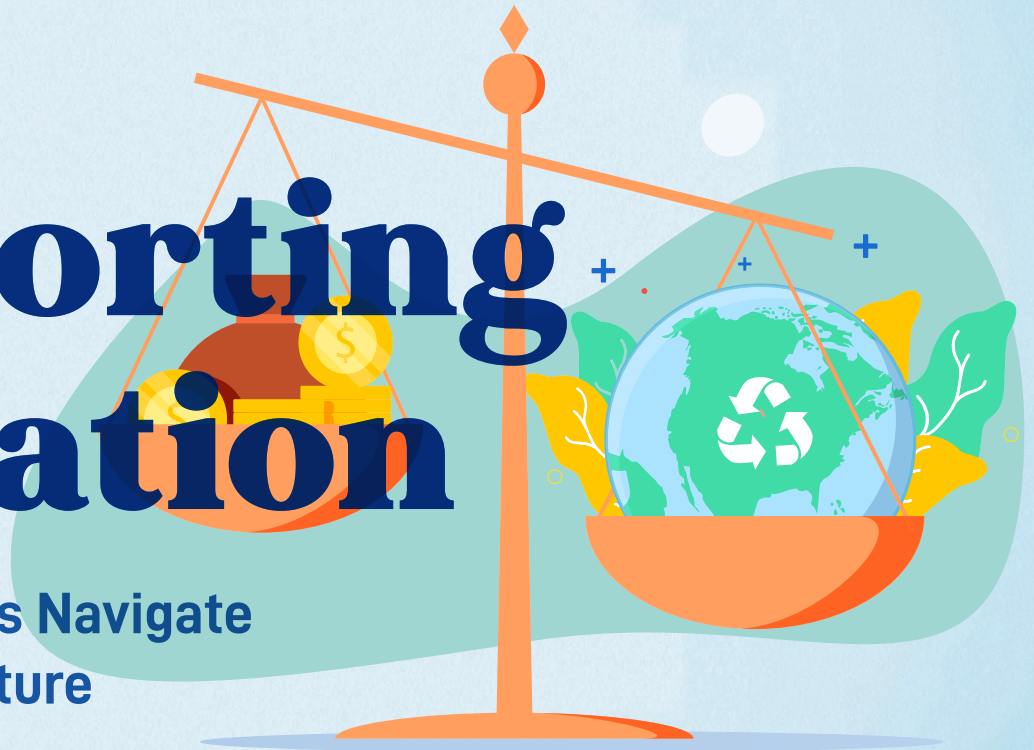 orting
ation
s Navigate
ture
$
$